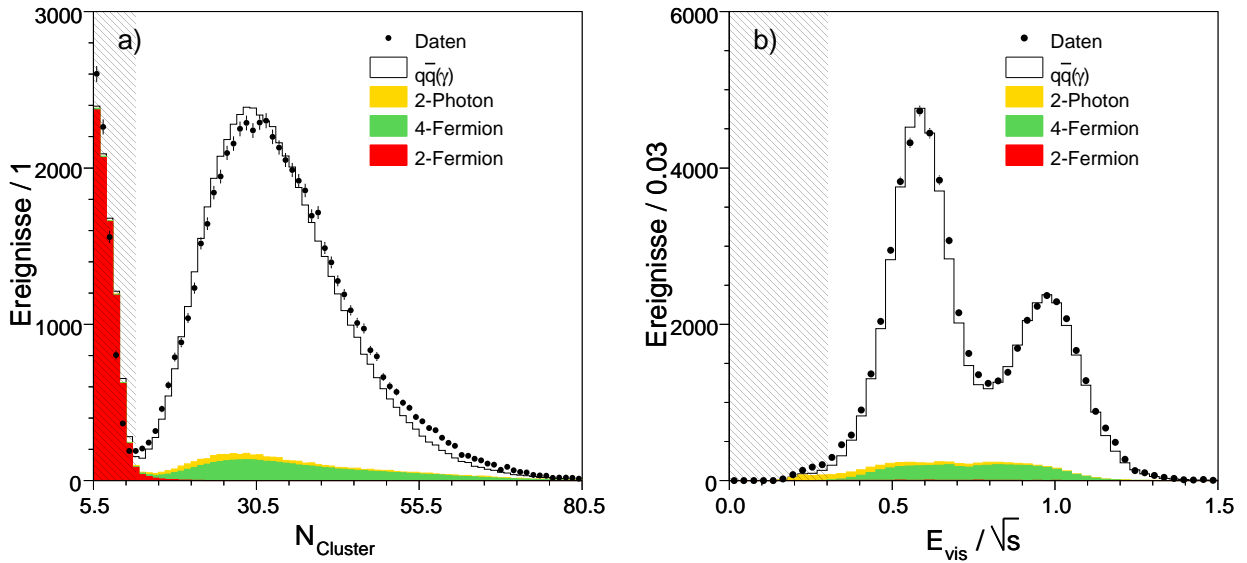 a)
Daten
qq̅(γ)
2-Photon
4-Fermion
2-Fermion
Ereignisse / 1
3000
2000
1000
0
5.5 30.5 55.5 80.5
N_Cluster
b)
Daten
qq̅(γ)
2-Photon
4-Fermion
2-Fermion
Ereignisse / 0.03
6000
4000
2000
0
0.0 0.5 1.0 1.5
E_vis / √s